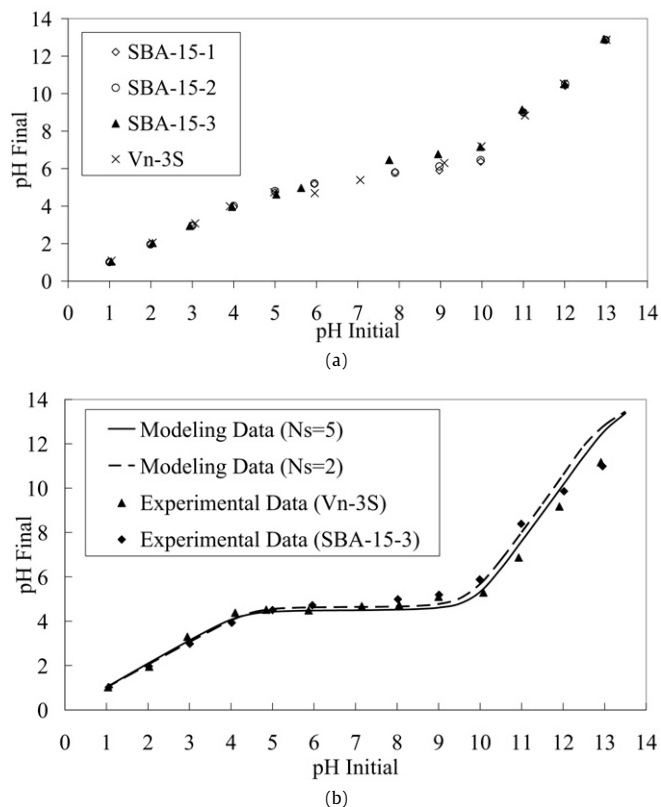 14
12
10
8
6
4
2
0
pH Final
SBA-15-1
SBA-15-2
SBA-15-3
Vn-3S
0 1 2 3 4 5 6 7 8 9 10 11 12 13 14
pH Initial
(a)
14
12
10
8
6
4
2
0
pH Final
Modeling Data (Ns=5)
Modeling Data (Ns=2)
Experimental Data (Vn-3S)
Experimental Data (SBA-15-3)
0 1 2 3 4 5 6 7 8 9 10 11 12 13 14
pH Initial
(b)